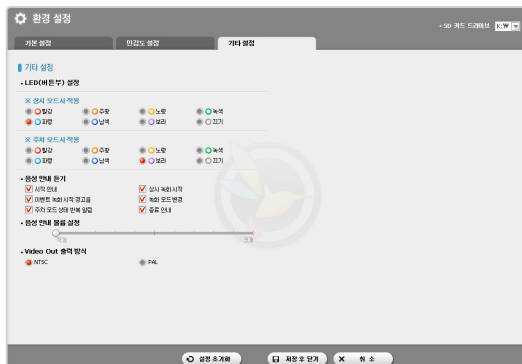 환경 설정
• SD 카드 드라이브 K:\
기본 설정 민감도 설정 기타 설정
기타 설정
• LED(버튼부) 설정
※ 상시 모드시 적용
빨강 주황 노랑 녹색
파랑 남색 보라 끄기
※ 주차 모드시 적용
빨강 주황 노랑 녹색
파랑 남색 보라 끄기
• 음성 안내 듣기
시작 안내 상시 녹화 시작
이벤트 녹화 시작 경고음 녹화 모드 변경
주차 모드 상태 반복 알림 종료 안내
• 음성 안내 볼륨 설정
작게 크게
• Video Out 출력 방식
NTSC PAL
설정 초기화 저장 후 닫기 취 소